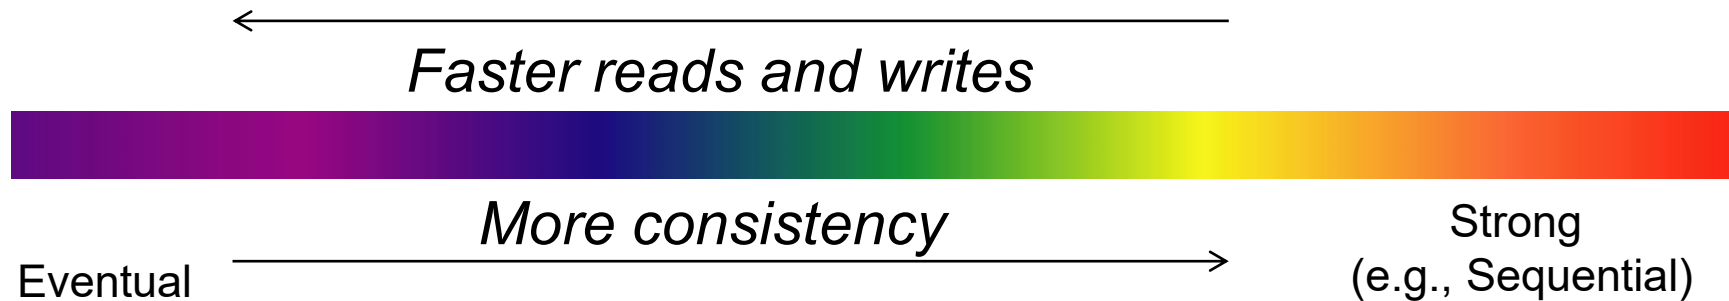 Faster reads and writes
More consistency
Eventual
Strong
(e.g., Sequential)